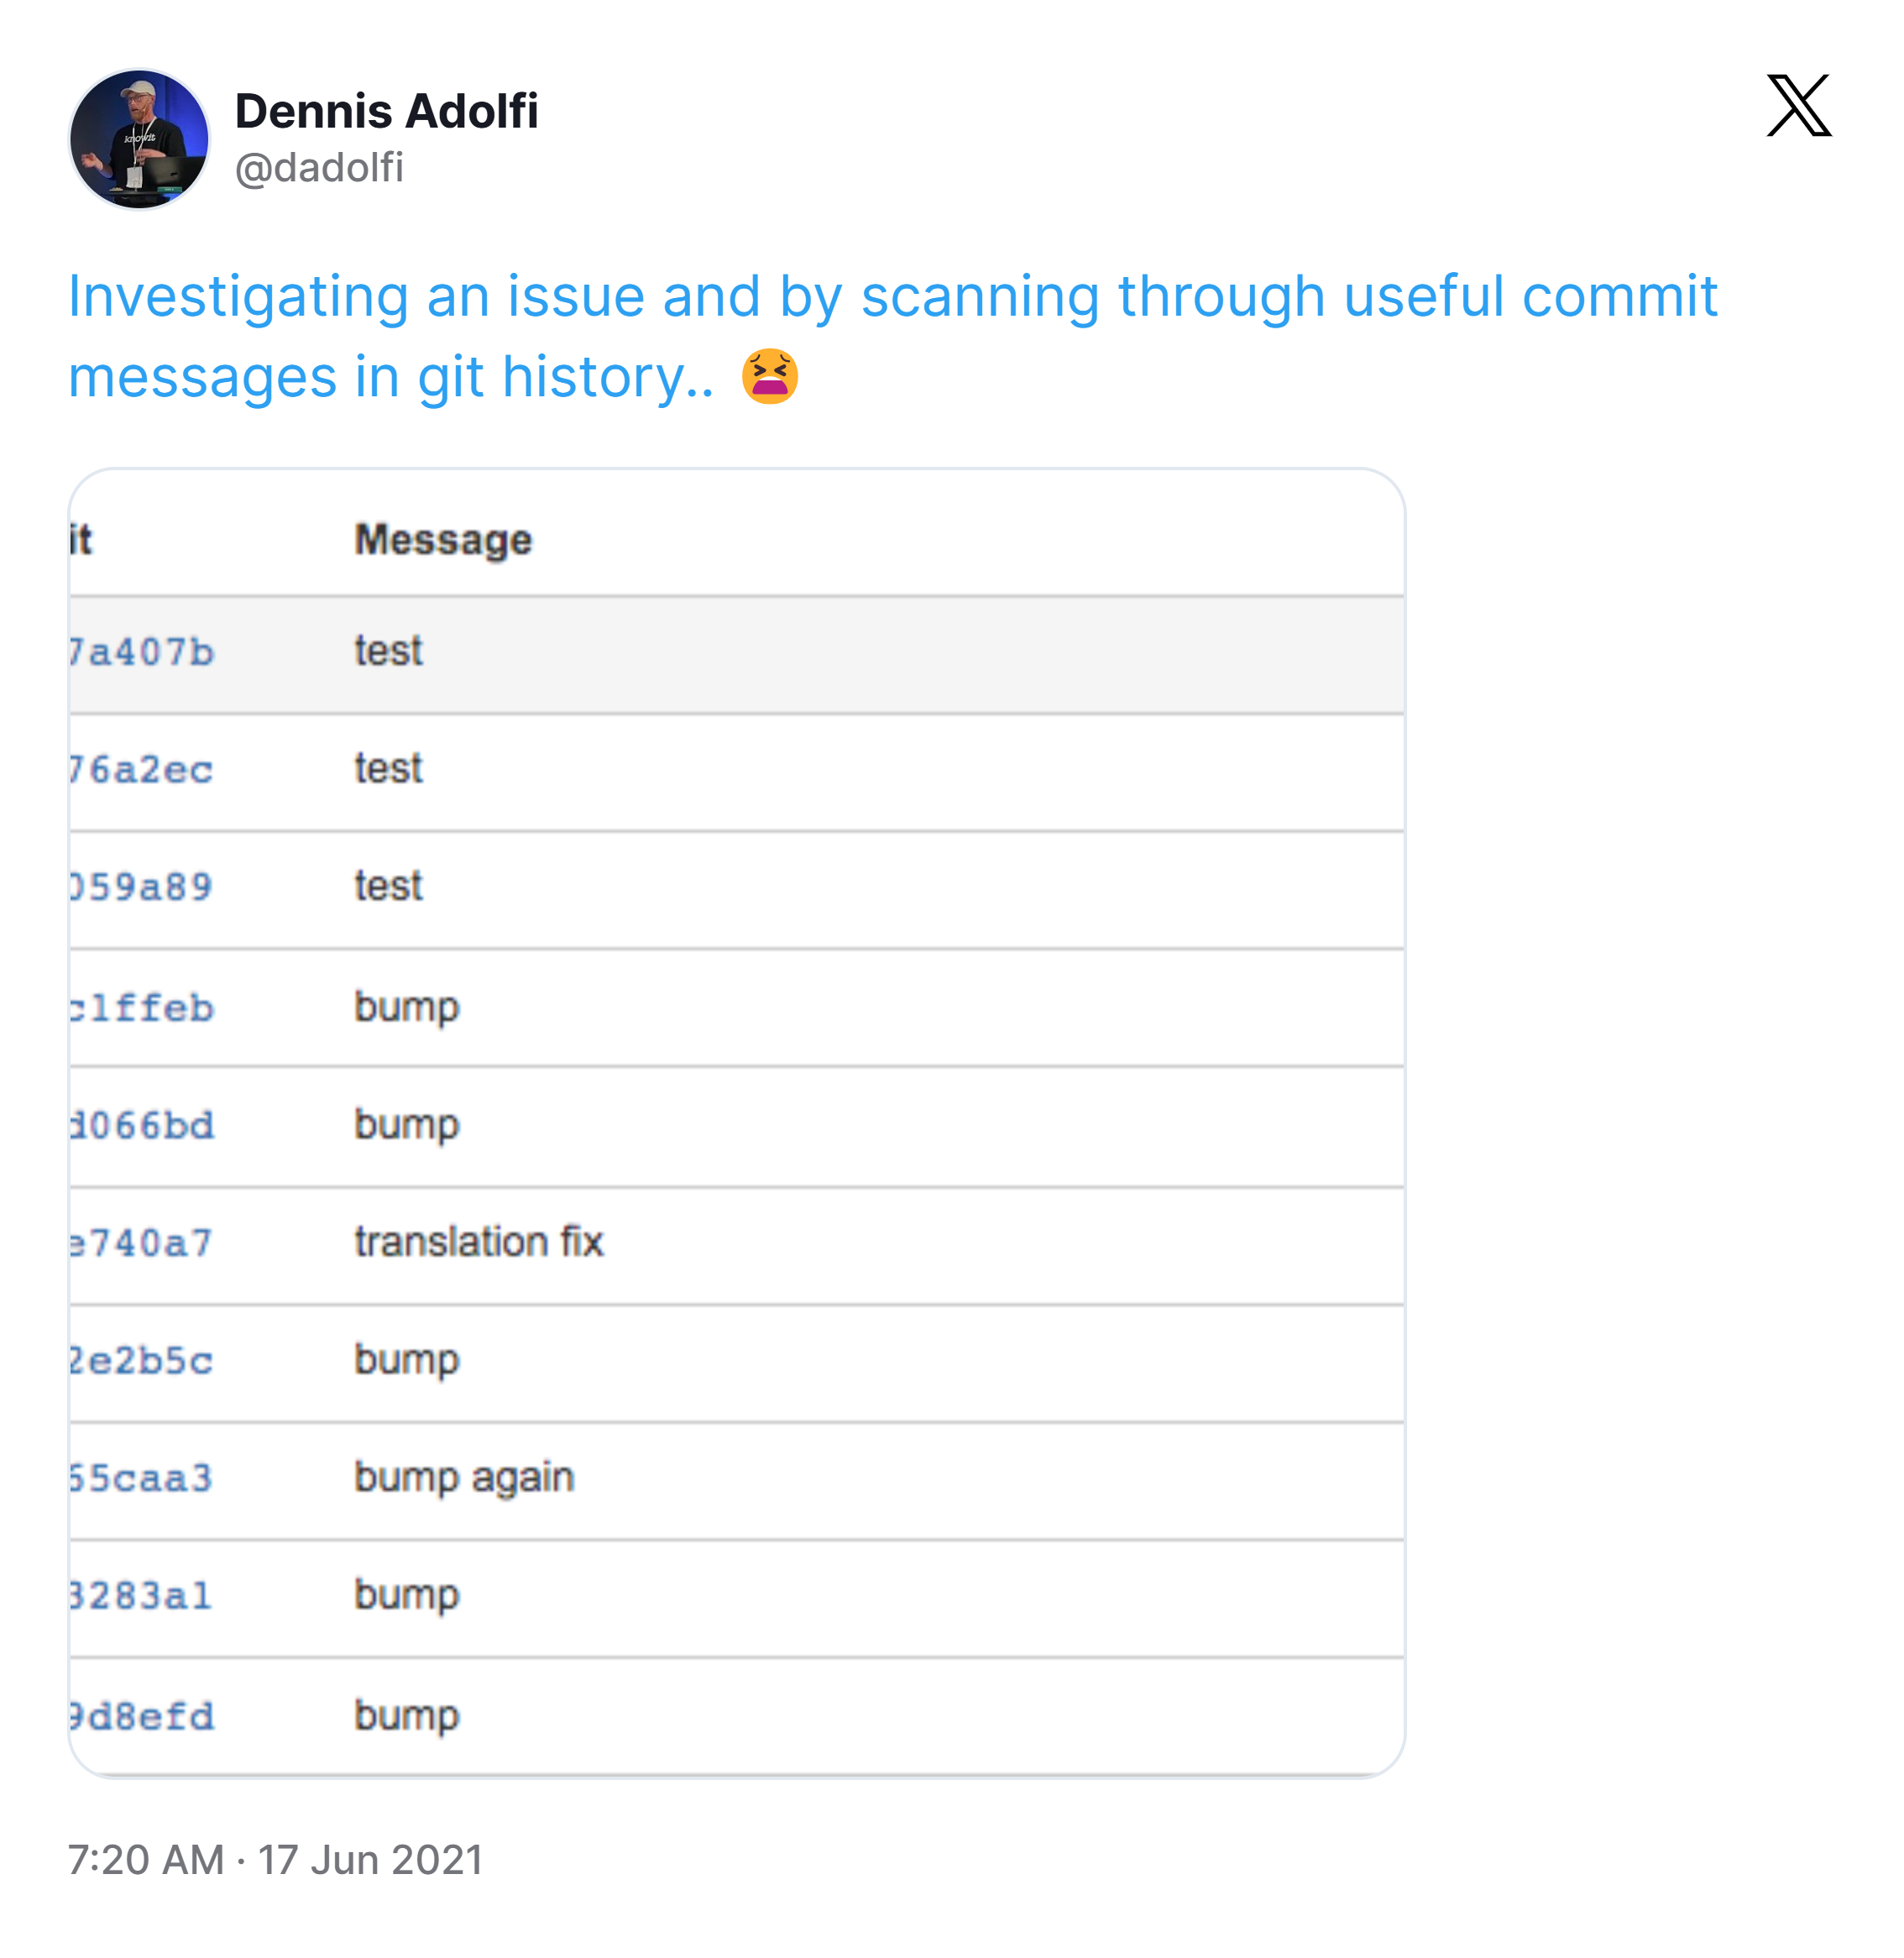 Dennis Adolfi
@dadolfi
Investigating an issue and by scanning through useful commit
messages in git history.. 😫
it Message
7a407b test
76a2ec test
059a89 test
c1ffeb bump
d066bd bump
e740a7 translation fix
2e2b5c bump
65caa3 bump again
3283a1 bump
9d8efd bump
7:20 AM · 17 Jun 2021